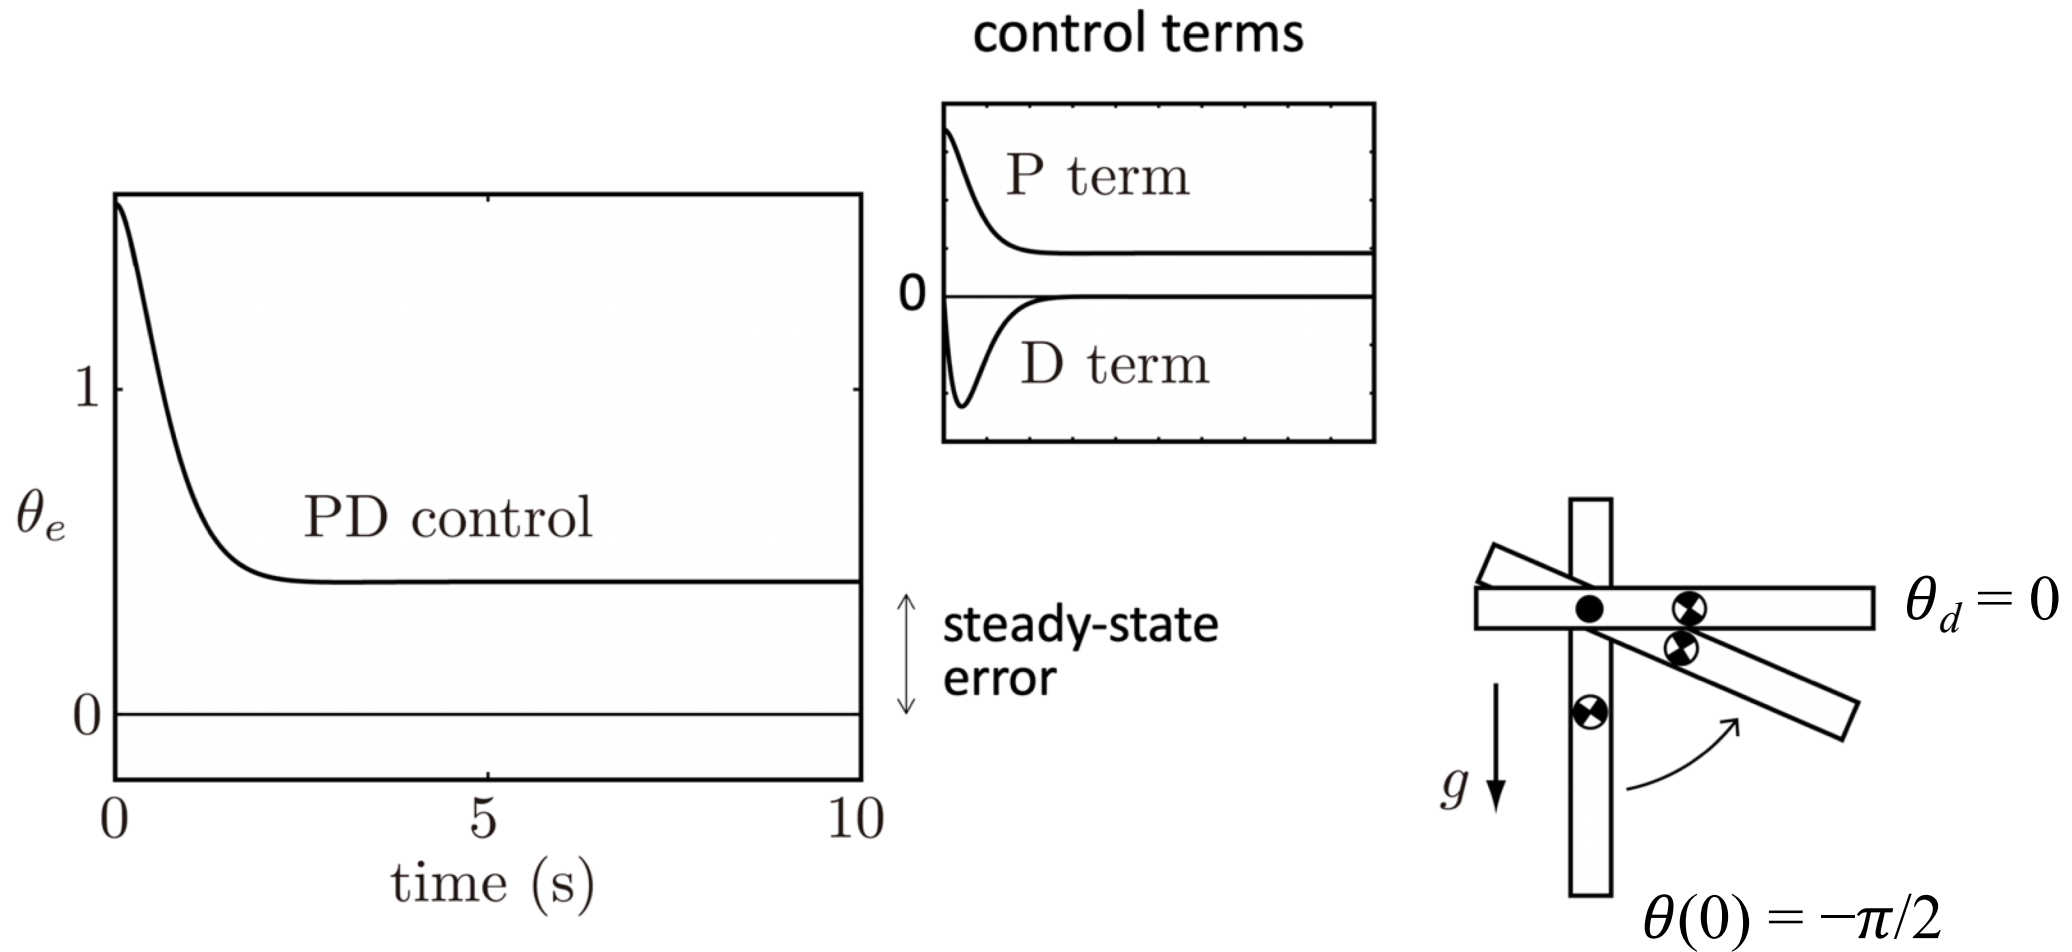 control terms
P term
0
D term
1
θₑ
0
PD control
0
5
10
time (s)
steady-state
error
θ_d = 0
g
θ(0) = −π/2